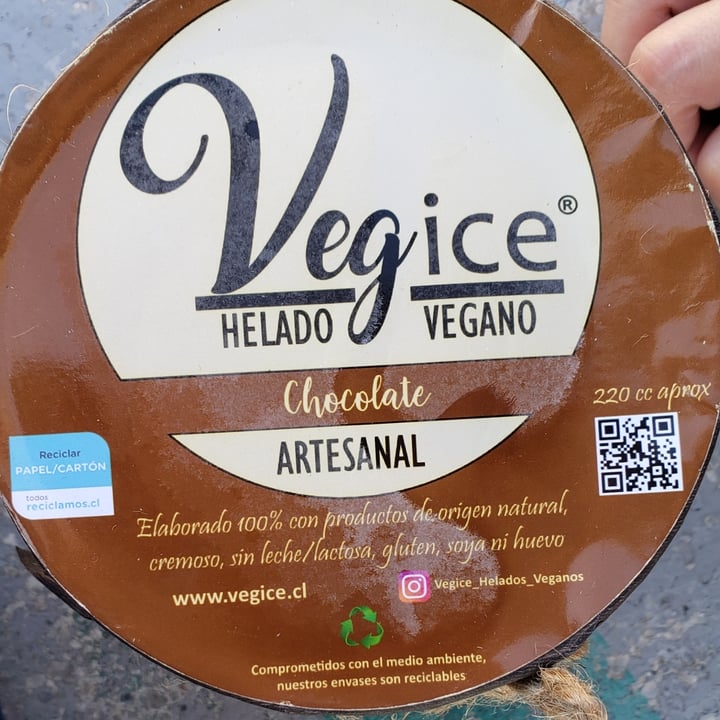 Vegice®
HELADO VEGANO
Chocolate
220 cc aprox
ARTESANAL
Reciclar
PAPEL/CARTÓN
todos
reciclamos.cl
Elaborado 100% con productos de origen natural,
cremoso, sin leche/lactosa, gluten, soya ni huevo
www.vegice.cl
Vegice_Helados_Veganos
Comprometidos con el medio ambiente,
nuestros envases son reciclables